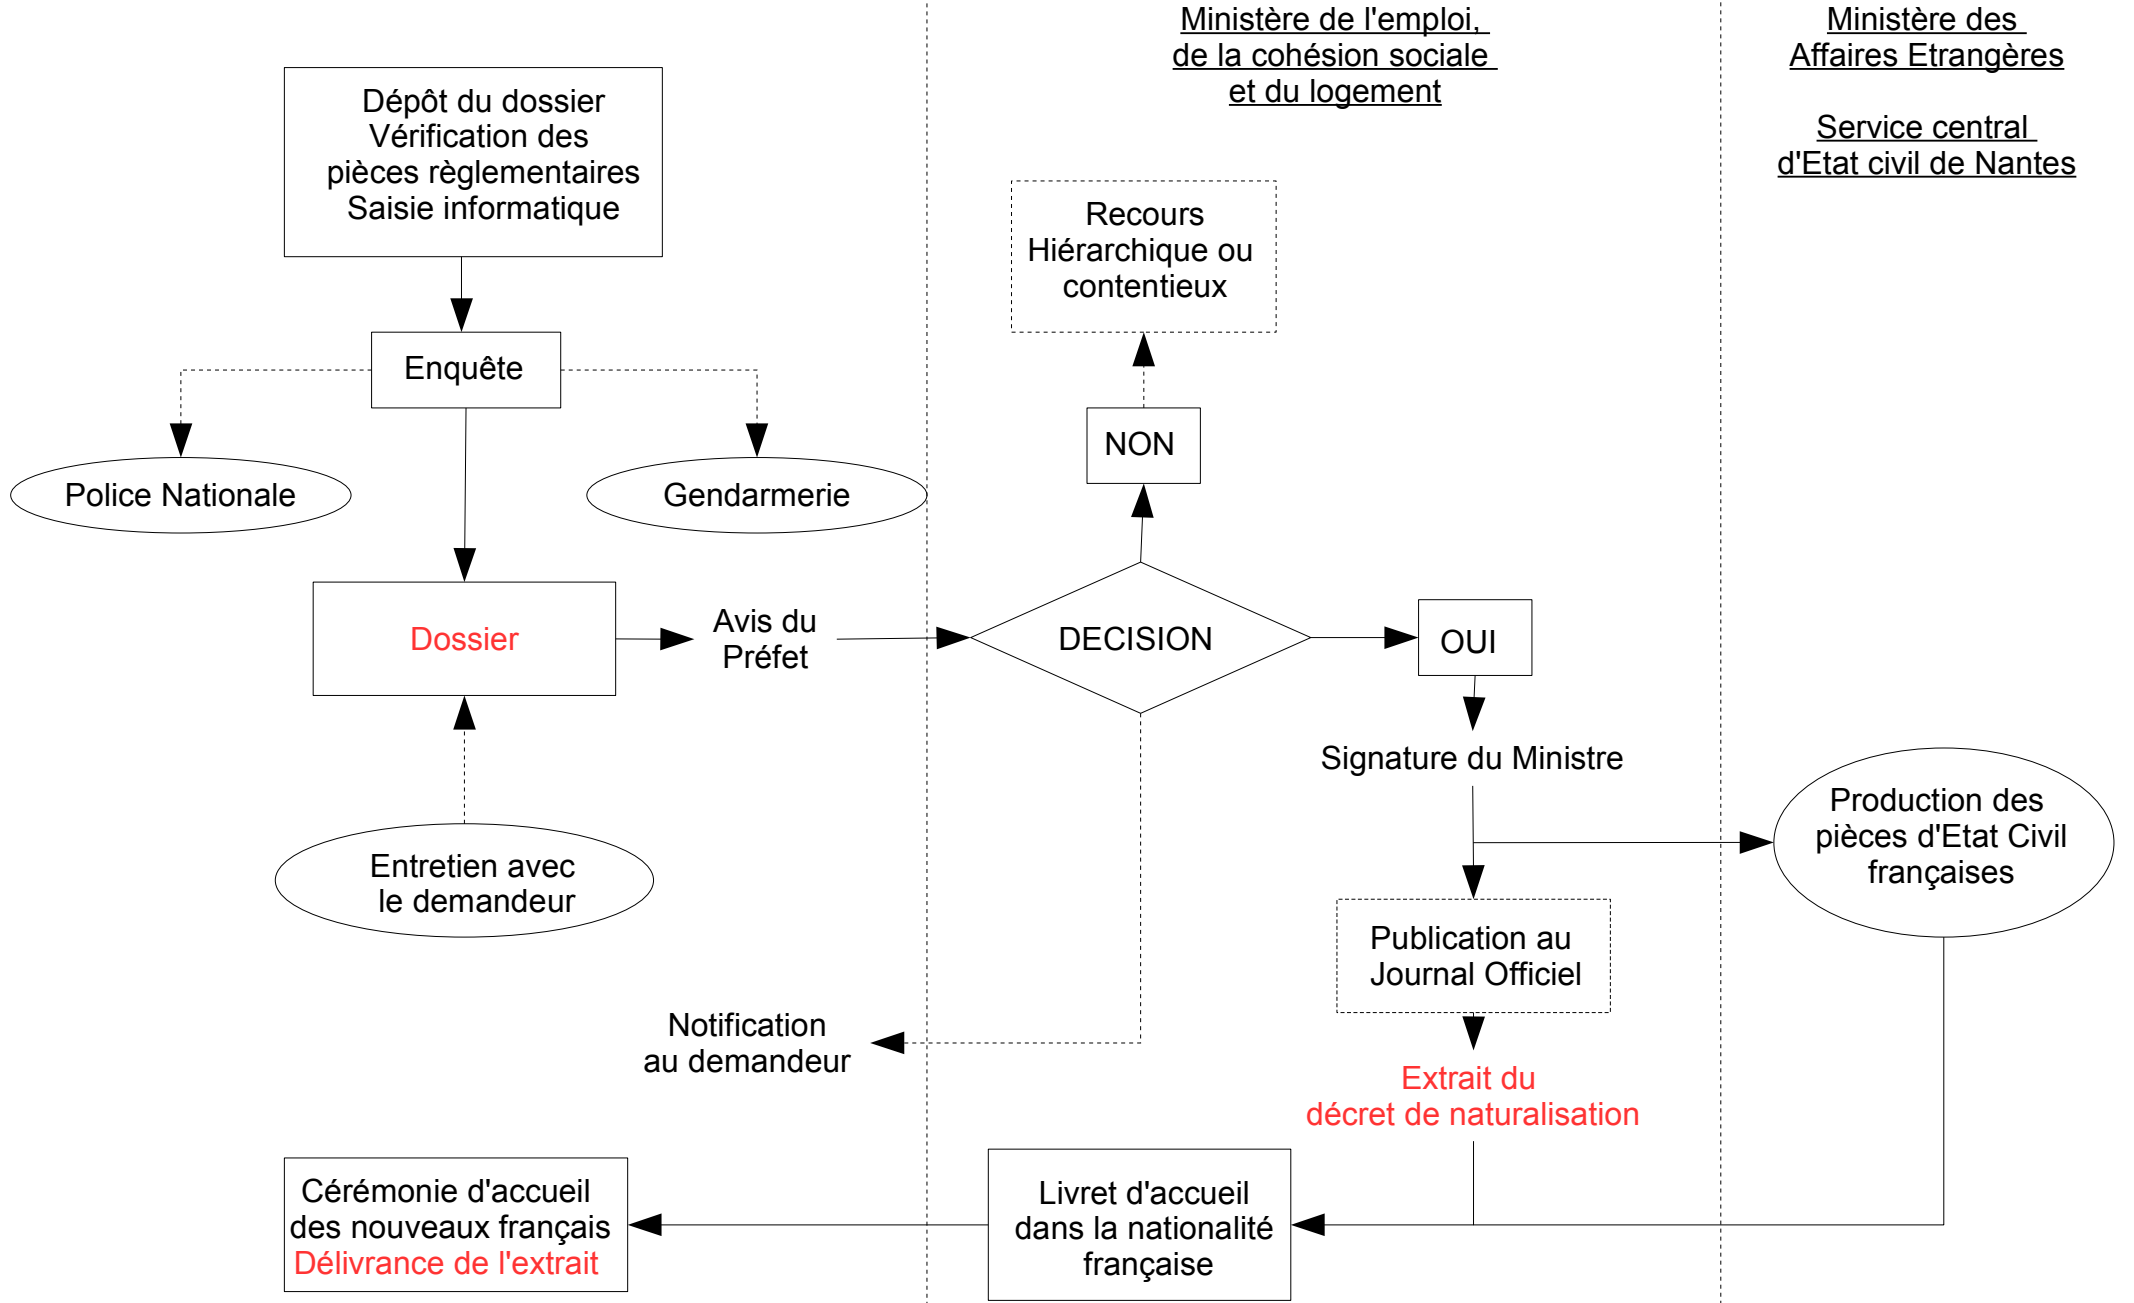 Ministère de l'emploi,
de la cohésion sociale
et du logement
Ministère des
Affaires Etrangères
Service central
d'Etat civil de Nantes
Dépôt du dossier
Vérification des
pièces règlementaires
Saisie informatique
Recours
Hiérarchique ou
contentieux
Enquête
NON
Police Nationale
Gendarmerie
Dossier
Avis du
Préfet
DECISION
OUI
Signature du Ministre
Entretien avec
le demandeur
Production des
pièces d'Etat Civil
françaises
Publication au
Journal Officiel
Notification
au demandeur
Extrait du
décret de naturalisation
Cérémonie d'accueil
des nouveaux français
Délivrance de l'extrait
Livret d'accueil
dans la nationalité
française